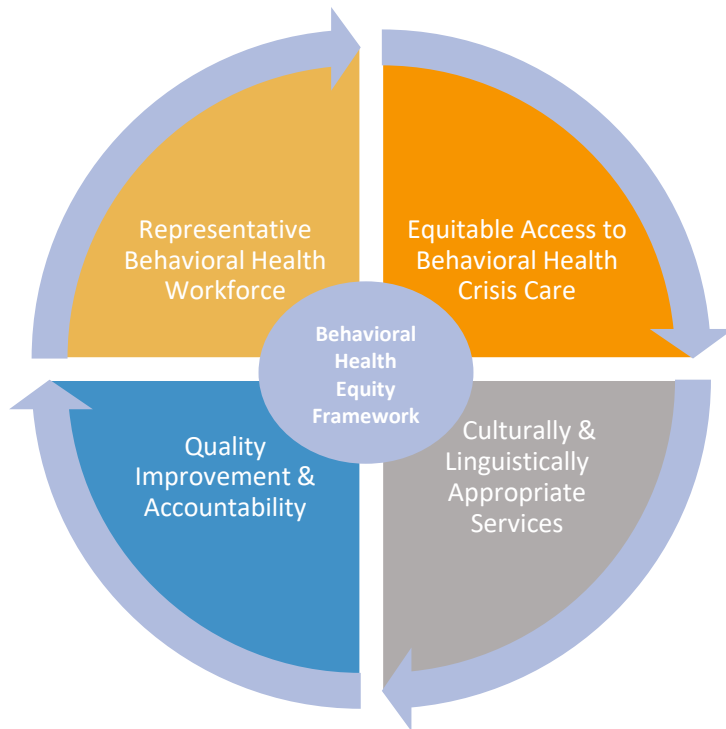 Representative
Behavioral Health
Workforce
Equitable Access to
Behavioral Health
Crisis Care
Behavioral
Health
Equity
Framework
Quality
Improvement &
Accountability
Culturally &
Linguistically
Appropriate
Services